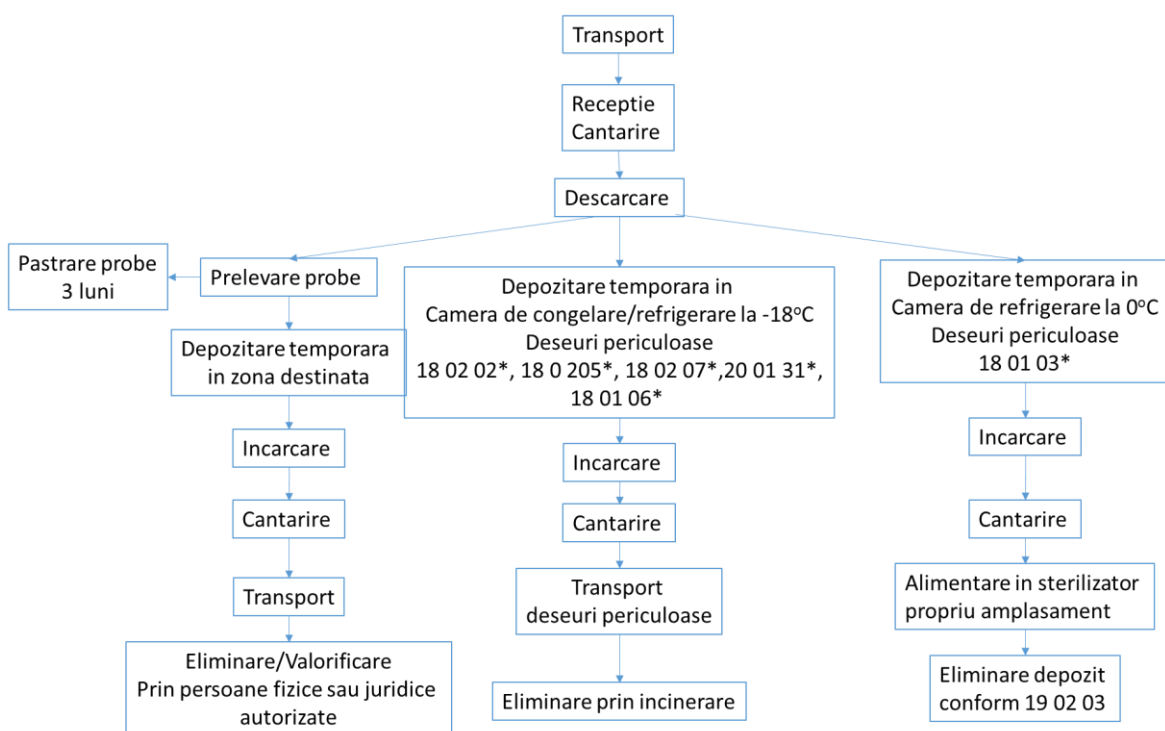 Transport
Receptie
Cantarire
Descarcare
Pastrare probe
3 luni
Prelevare probe
Depozitare temporara
in zona destinata
Incarcare
Cantarire
Transport
Eliminare/Valorificare
Prin persoane fizice sau juridice
autorizate
Depozitare temporara in
Camera de congelare/refrigerare la -18°C
Deseuri periculoase
18 02 02*, 18 0 205*, 18 02 07*,20 01 31*,
18 01 06*
Incarcare
Cantarire
Transport
deseuri periculoase
Eliminare prin incinerare
Depozitare temporara in
Camera de refrigerare la 0°C
Deseuri periculoase
18 01 03*
Incarcare
Cantarire
Alimentare in sterilizator
propriu amplasament
Eliminare depozit
conform 19 02 03